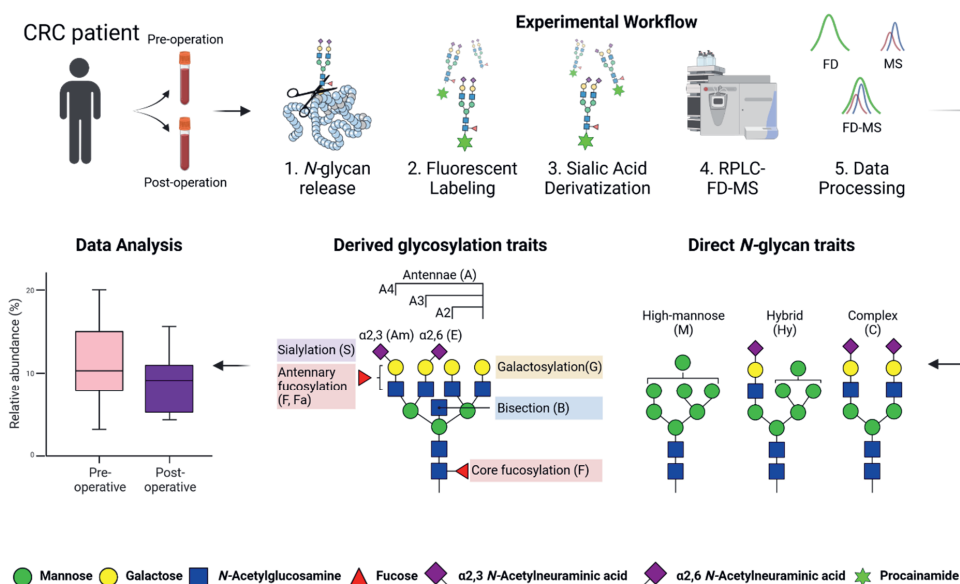 Experimental Workflow
CRC patient
Pre-operation
Post-operation
FD
MS
FD-MS
1. N-glycan
release
2. Fluorescent
Labeling
3. Sialic Acid
Derivatization
4. RPLC-
FD-MS
5. Data
Processing
Data Analysis
Relative abundance (%)
20
10
0
Pre-
operative
Post-
operative
Derived glycosylation traits
Antennae (A)
A4
A3
A2
α2,3 (Am)
α2,6 (E)
Sialylation (S)
Antennary
fucosylation
(F, Fa)
Galactosylation(G)
Bisection (B)
Core fucosylation (F)
Direct N-glycan traits
High-mannose
(M)
Hybrid
(Hy)
Complex
(C)
Mannose
Galactose
N-Acetylglucosamine
Fucose
α2,3 N-Acetylneuraminic acid
α2,6 N-Acetylneuraninic acid
Procainamide